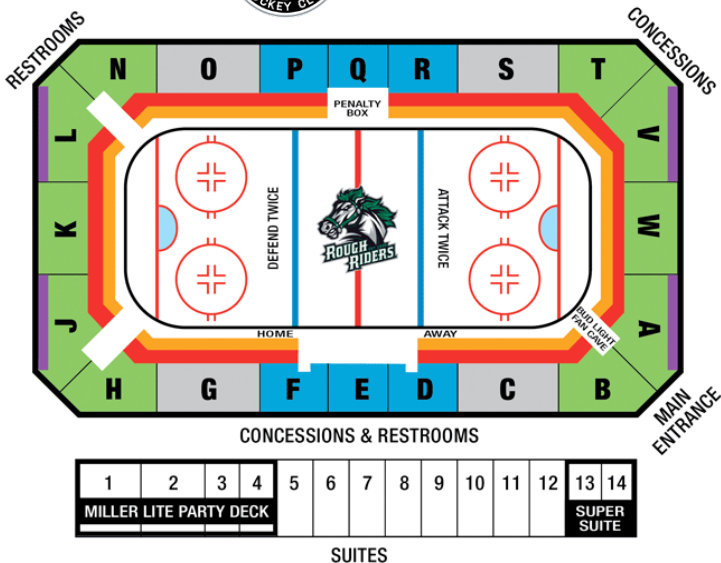 CKEY CL
RESTROOMS
CONCESSIONS
N O P Q R S T
PENALTY
BOX
L
V
K
W
J
A
DEFEND TWICE
ATTACK TWICE
ROUGH
RIDERS
HOME
AWAY
BUD LIGHT
FAN CAVE
H G F E D C B
MAIN
ENTRANCE
CONCESSIONS & RESTROOMS
1 2 3 4 5 6 7 8 9 10 11 12 13 14
MILLER LITE PARTY DECK
SUPER
SUITE
SUITES